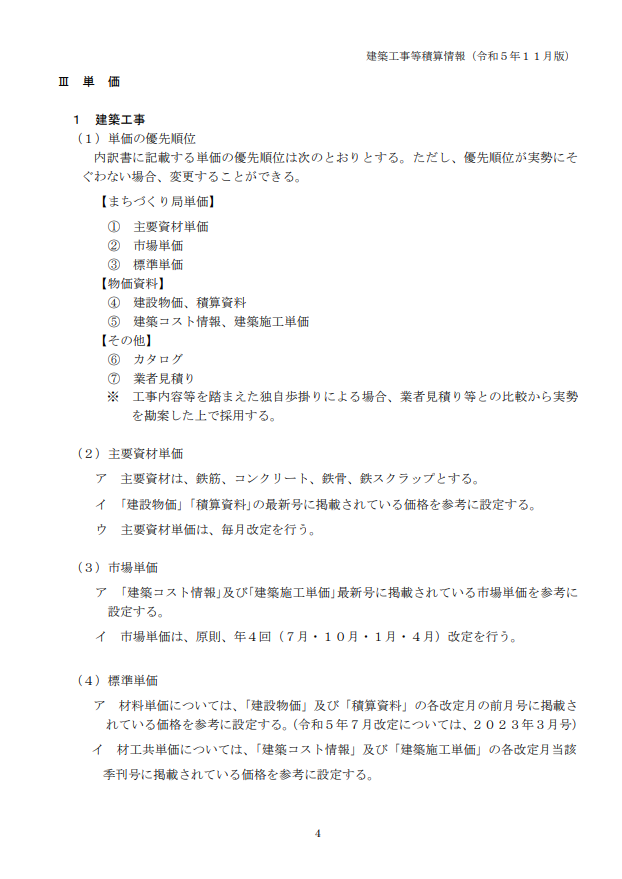 建築工事等積算情報（令和５年１１月版）
Ⅲ　単　価
１　建築工事
（１）単価の優先順位
内訳書に記載する単価の優先順位は次のとおりとする。ただし、優先順位が実勢にそ
ぐわない場合、変更することができる。
【まちづくり局単価】
①　主要資材単価
②　市場単価
③　標準単価
【物価資料】
④　建設物価、積算資料
⑤　建築コスト情報、建築施工単価
【その他】
⑥　カタログ
⑦　業者見積り
※　工事内容等を踏まえた独自歩掛りによる場合、業者見積り等との比較から実勢
を勘案した上で採用する。
（２）主要資材単価
ア　主要資材は、鉄筋、コンクリート、鉄骨、鉄スクラップとする。
イ　「建設物価」「積算資料」の最新号に掲載されている価格を参考に設定する。
ウ　主要資材単価は、毎月改定を行う。
（３）市場単価
ア　「建築コスト情報」及び「建築施工単価」最新号に掲載されている市場単価を参考に
設定する。
イ　市場単価は、原則、年４回（７月・１０月・１月・４月）改定を行う。
（４）標準単価
ア　材料単価については、「建設物価」及び「積算資料」の各改定月の前月号に掲載さ
れている価格を参考に設定する。（令和５年７月改定については、２０２３年３月号）
イ　材工共単価については、「建築コスト情報」及び「建築施工単価」の各改定月当該
季刊号に掲載されている価格を参考に設定する。
4